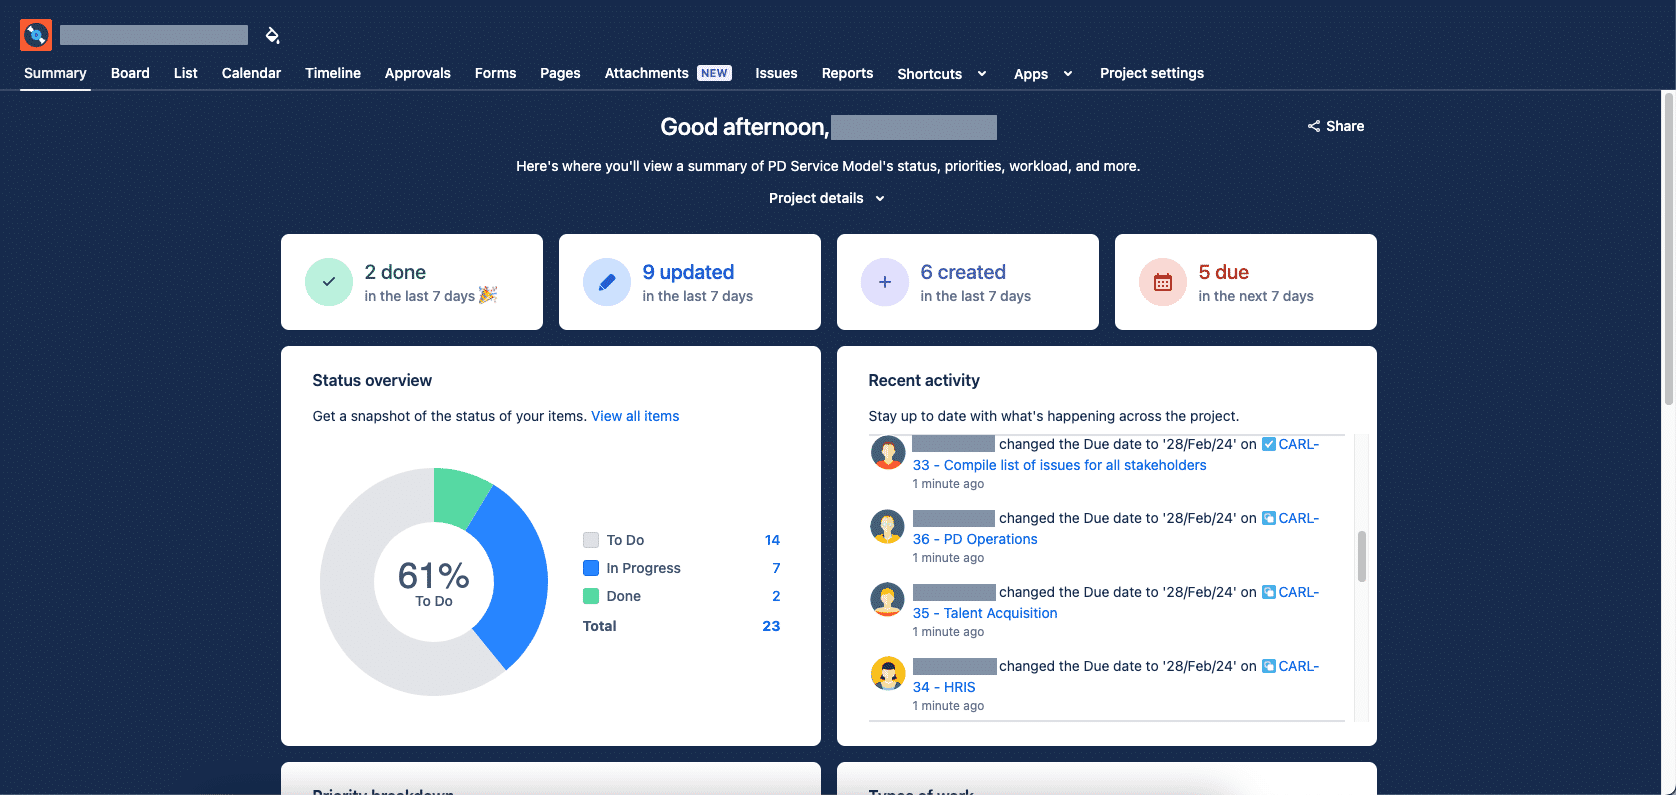 Summary Board List Calendar Timeline Approvals Forms Pages Attachments NEW Issues Reports Shortcuts Apps Project settings
Good afternoon,
Share
Here's where you'll view a summary of PD Service Model's status, priorities, workload, and more.
Project details
2 done
in the last 7 days
9 updated
in the last 7 days
6 created
in the last 7 days
5 due
in the next 7 days
Status overview
Get a snapshot of the status of your items. View all items
61%
To Do
To Do 14
In Progress 7
Done 2
Total 23
Recent activity
Stay up to date with what's happening across the project.
changed the Due date to '28/Feb/24' on CARL-
33 - Compile list of issues for all stakeholders
1 minute ago
changed the Due date to '28/Feb/24' on CARL-
36 - PD Operations
1 minute ago
changed the Due date to '28/Feb/24' on CARL-
35 - Talent Acquisition
1 minute ago
changed the Due date to '28/Feb/24' on CARL-
34 - HRIS
1 minute ago
Priority breakdown
Types of work